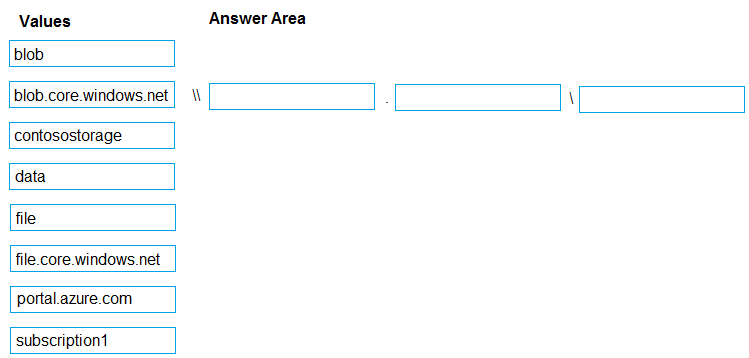 Values
Answer Area
blob
blob.core.windows.net
\\ . \
contosostorage
data
file
file.core.windows.net
portal.azure.com
subscription1